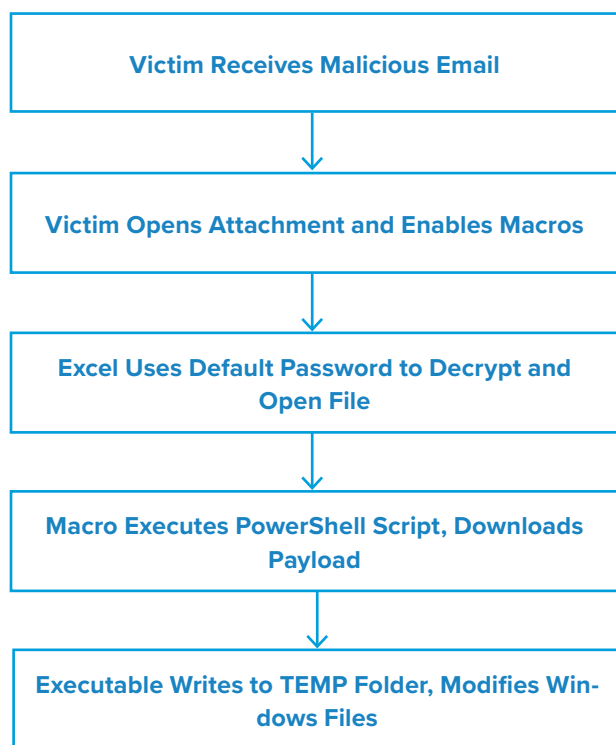 Victim Receives Malicious Email
Victim Opens Attachment and Enables Macros
Excel Uses Default Password to Decrypt and
Open File
Macro Executes PowerShell Script, Downloads
Payload
Executable Writes to TEMP Folder, Modifies Win-
dows Files